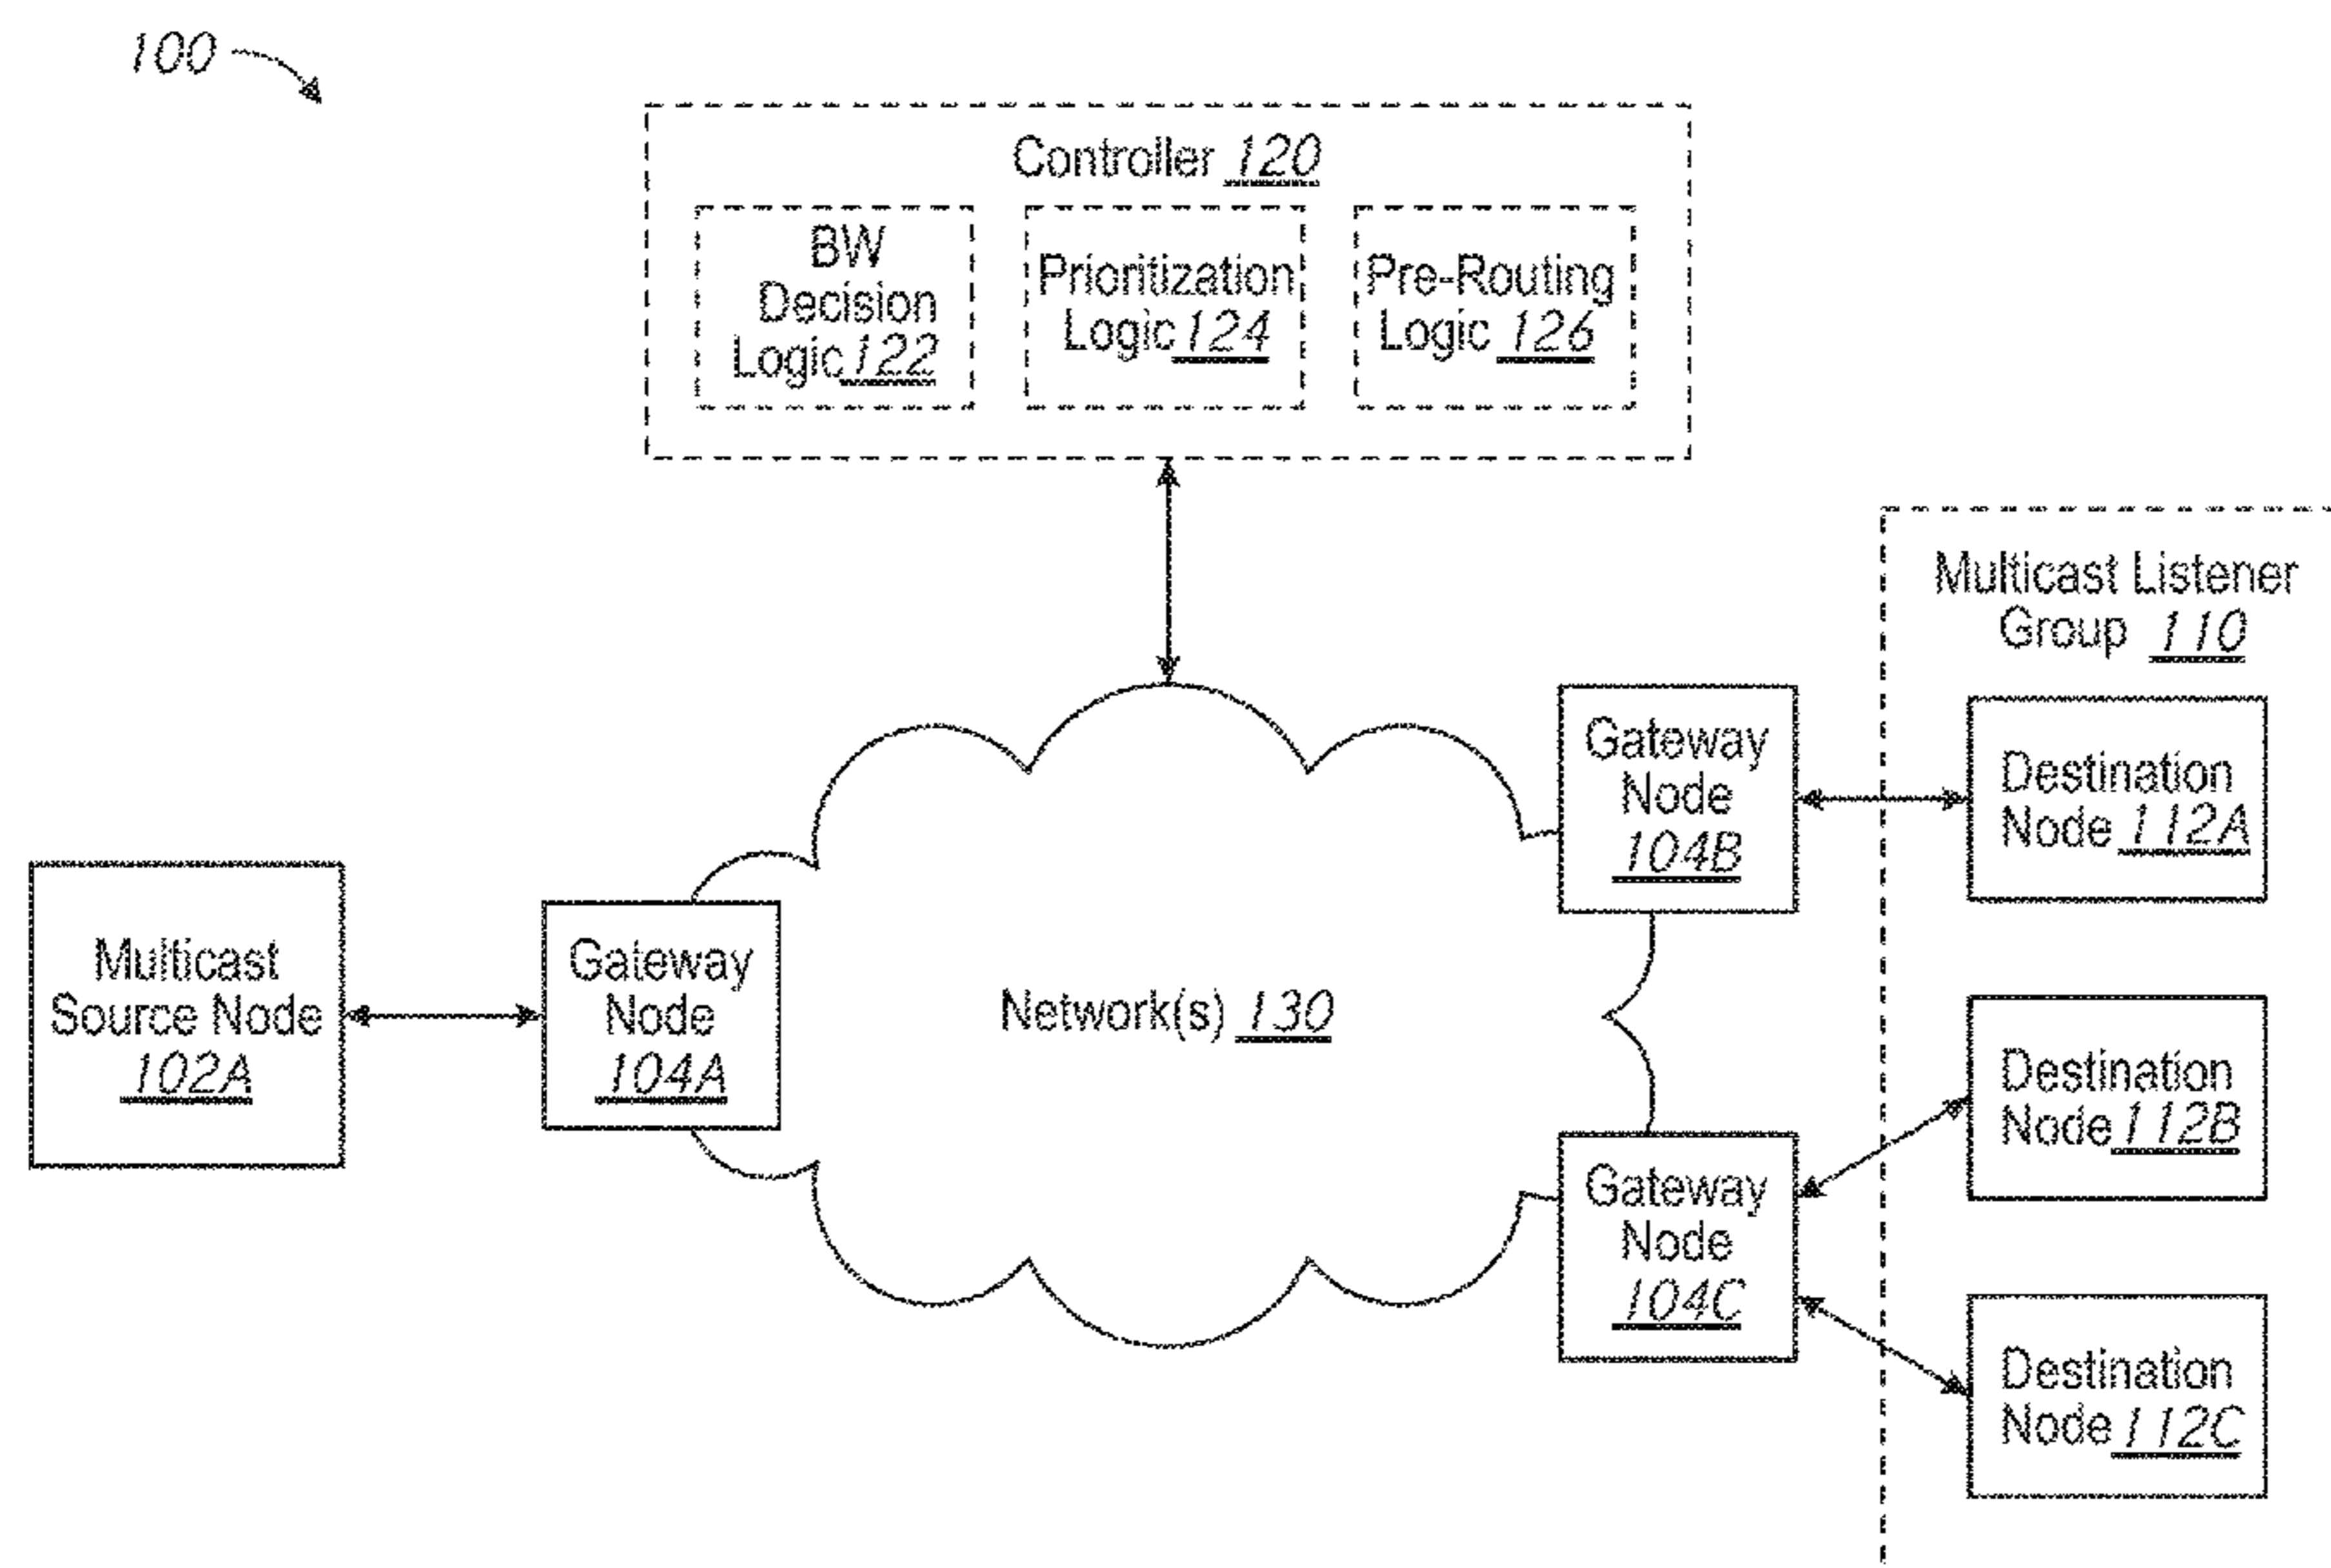 100
Controller 120
BW
Decision
Logic 122
Prioritization
Logic 124
Pre-Routing
Logic 126
Multicast Listener
Group 110
Gateway
Node
104B
Destination
Node 112A
Multicast
Source Node
102A
Gateway
Node
104A
Network(s) 130
Destination
Node 112B
Gateway
Node
104C
Destination
Node 112C